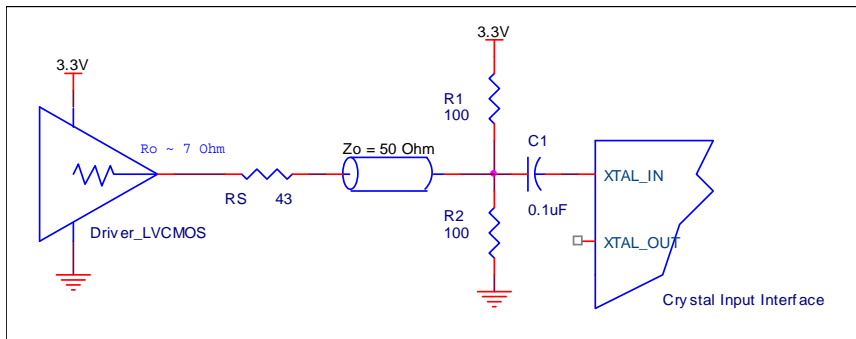 3.3V
3.3V
R1
100
C1
Ro ~ 7 Ohm
Zo = 50 Ohm
XTAL_IN
RS 43
0.1uF
R2
100
Driver_LVCMOS
XTAL_OUT
Crystal Input Interface